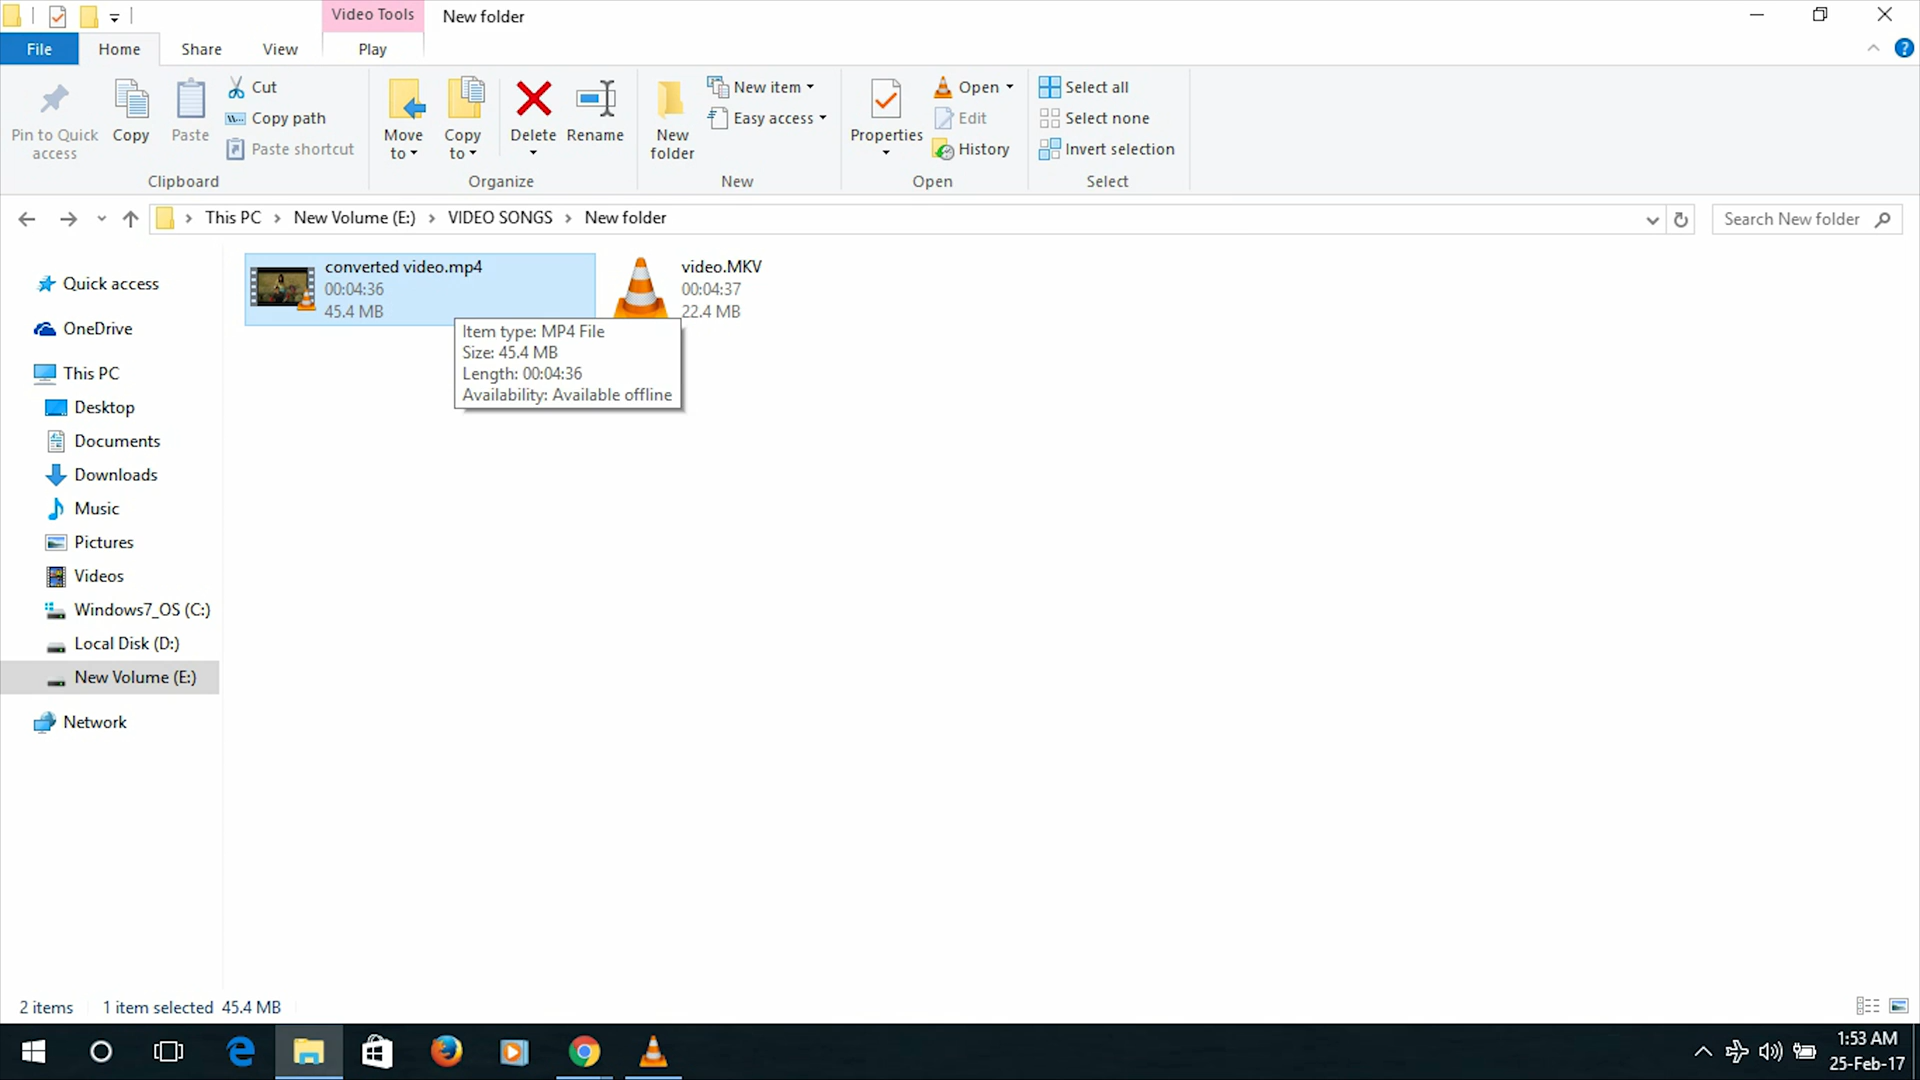 Video Tools
New folder
File
Home
Share
View
Play
Pin to Quick
access
Copy
Paste
Cut
Copy path
Paste shortcut
Clipboard
Move
to
Copy
to
Delete
Rename
Organize
New
folder
New item
Easy access
New
Properties
Open
Edit
History
Open
Select all
Select none
Invert selection
Select
This PC
New Volume (E:)
VIDEO SONGS
New folder
Search New folder
Quick access
OneDrive
This PC
Desktop
Documents
Downloads
Music
Pictures
Videos
Windows7_OS (C:)
Local Disk (D:)
New Volume (E:)
Network
converted video.mp4
00:04:36
45.4 MB
video.MKV
00:04:37
22.4 MB
Item type: MP4 File
Size: 45.4 MB
Length: 00:04:36
Availability: Available offline
2 items
1 item selected 45.4 MB
1:53 AM
25-Feb-17